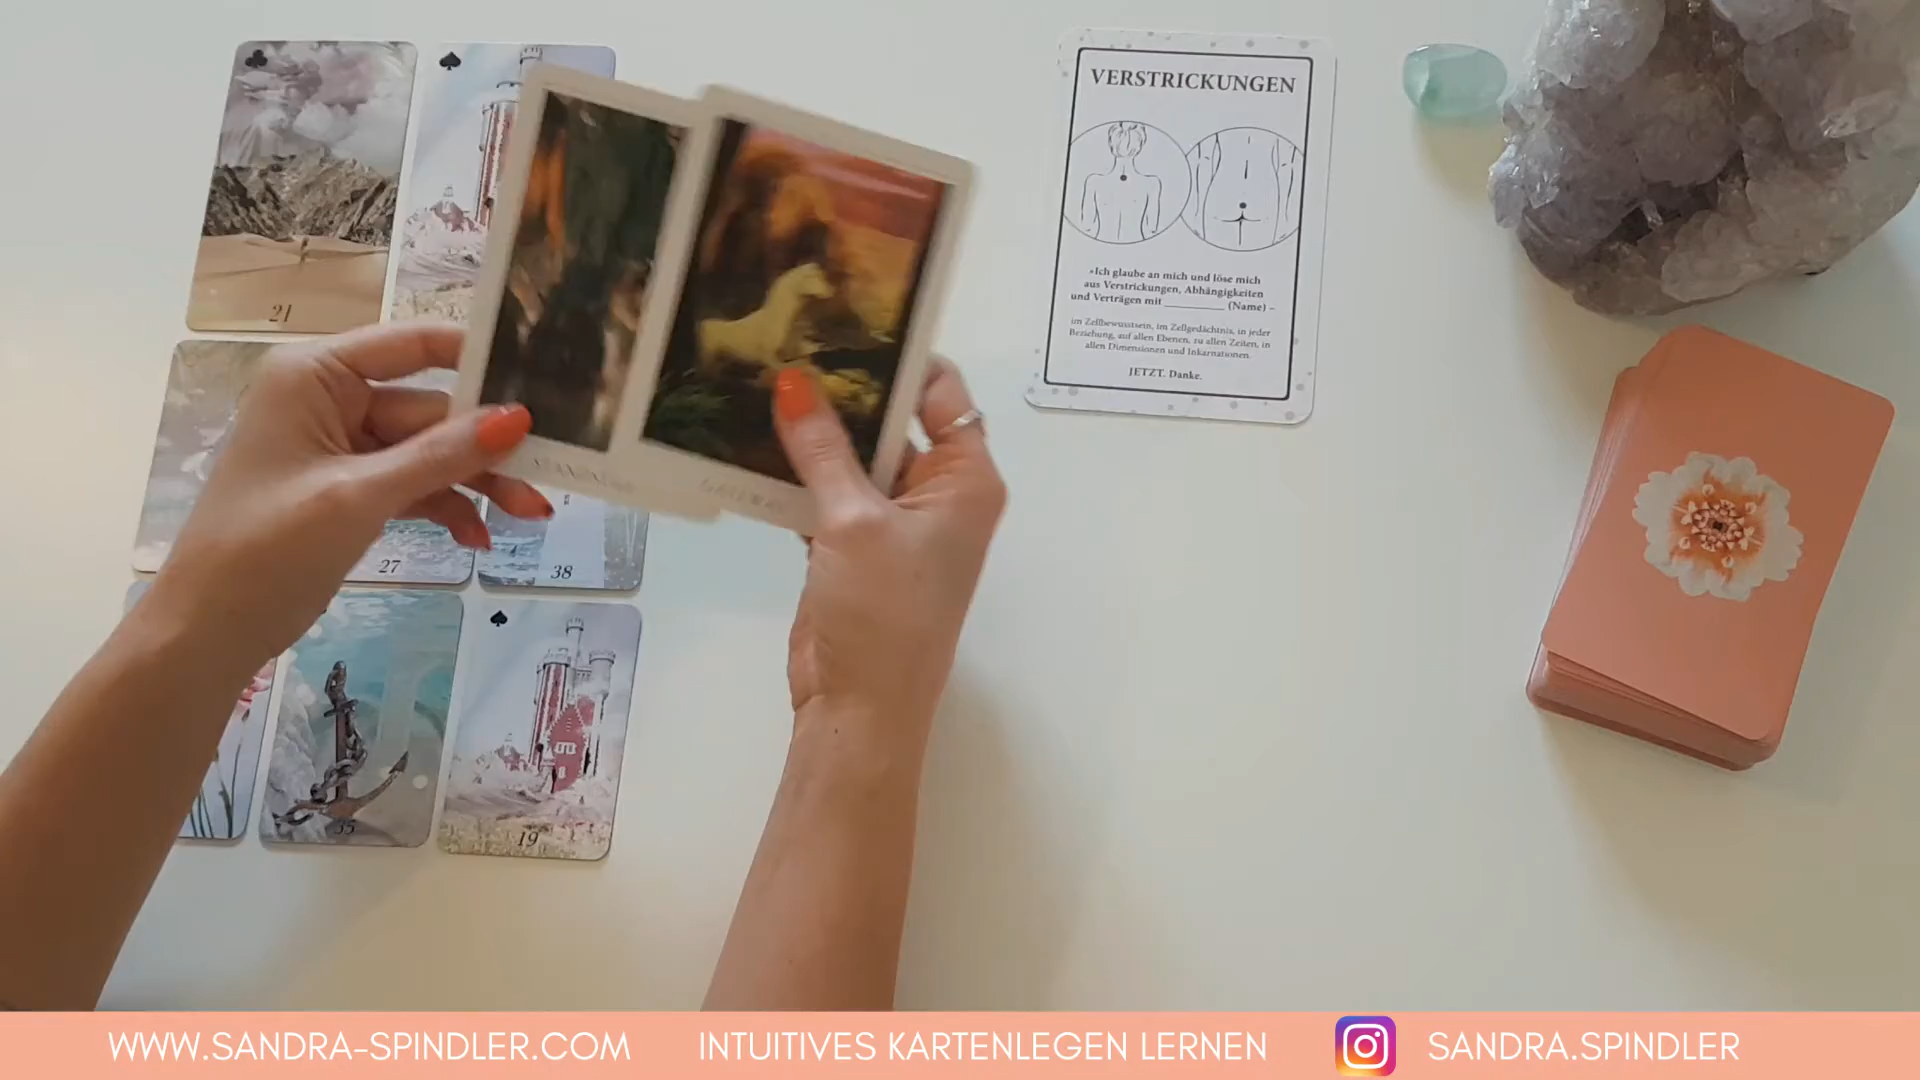 21
VERSTRICKUNGEN
»Ich glaube an mich und löse mich
aus Verstrickungen, Abhängigkeiten
und Verträgen mit ________ (Name) –
im Zellbewusstsein, im Zellgedächtnis, in jeder
Beziehung, auf allen Ebenen, zu allen Zeiten, in
allen Dimensionen und Inkarnationen.
JETZT. Danke.
27
38
35
19
WWW.SANDRA-SPINDLER.COM
INTUITIVES KARTENLEGEN LERNEN
SANDRA.SPINDLER